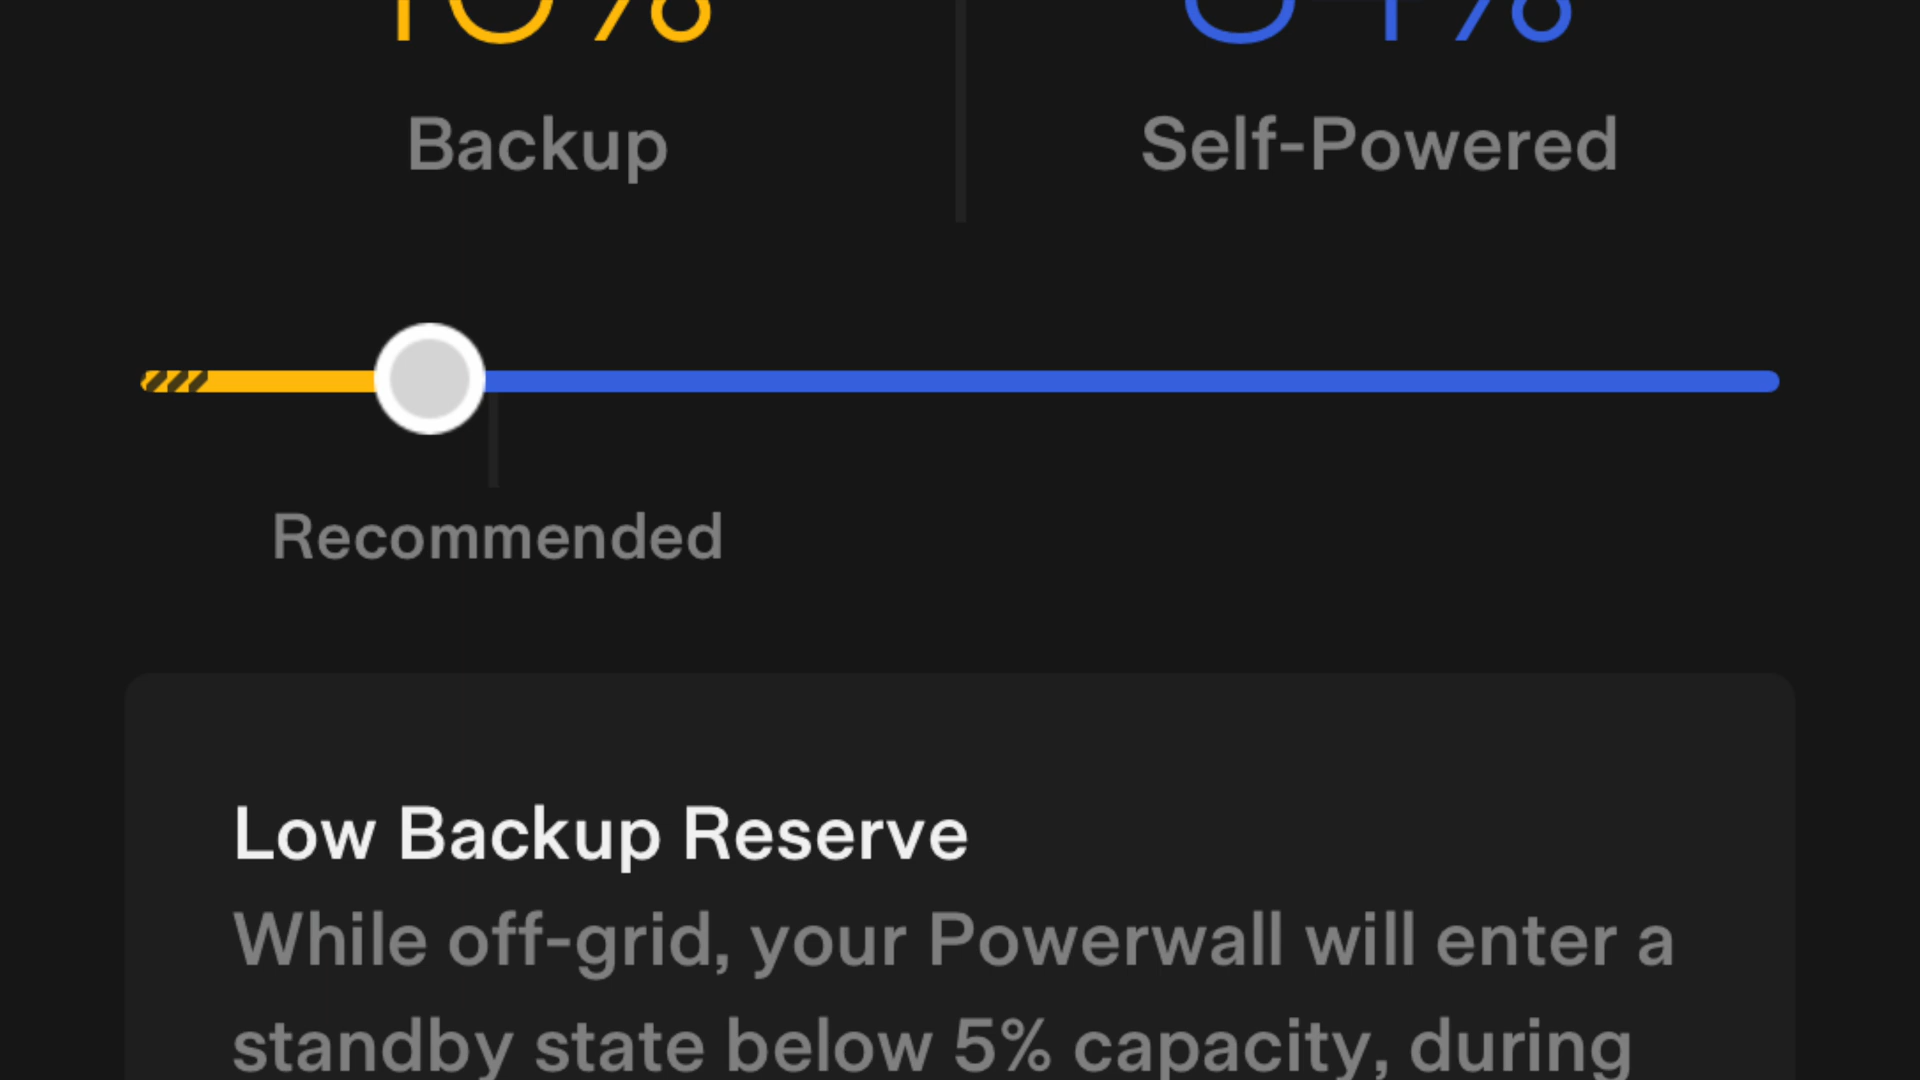 Backup
Self-Powered
Recommended
Low Backup Reserve
While off-grid, your Powerwall will enter a
standby state below 5% capacity, during